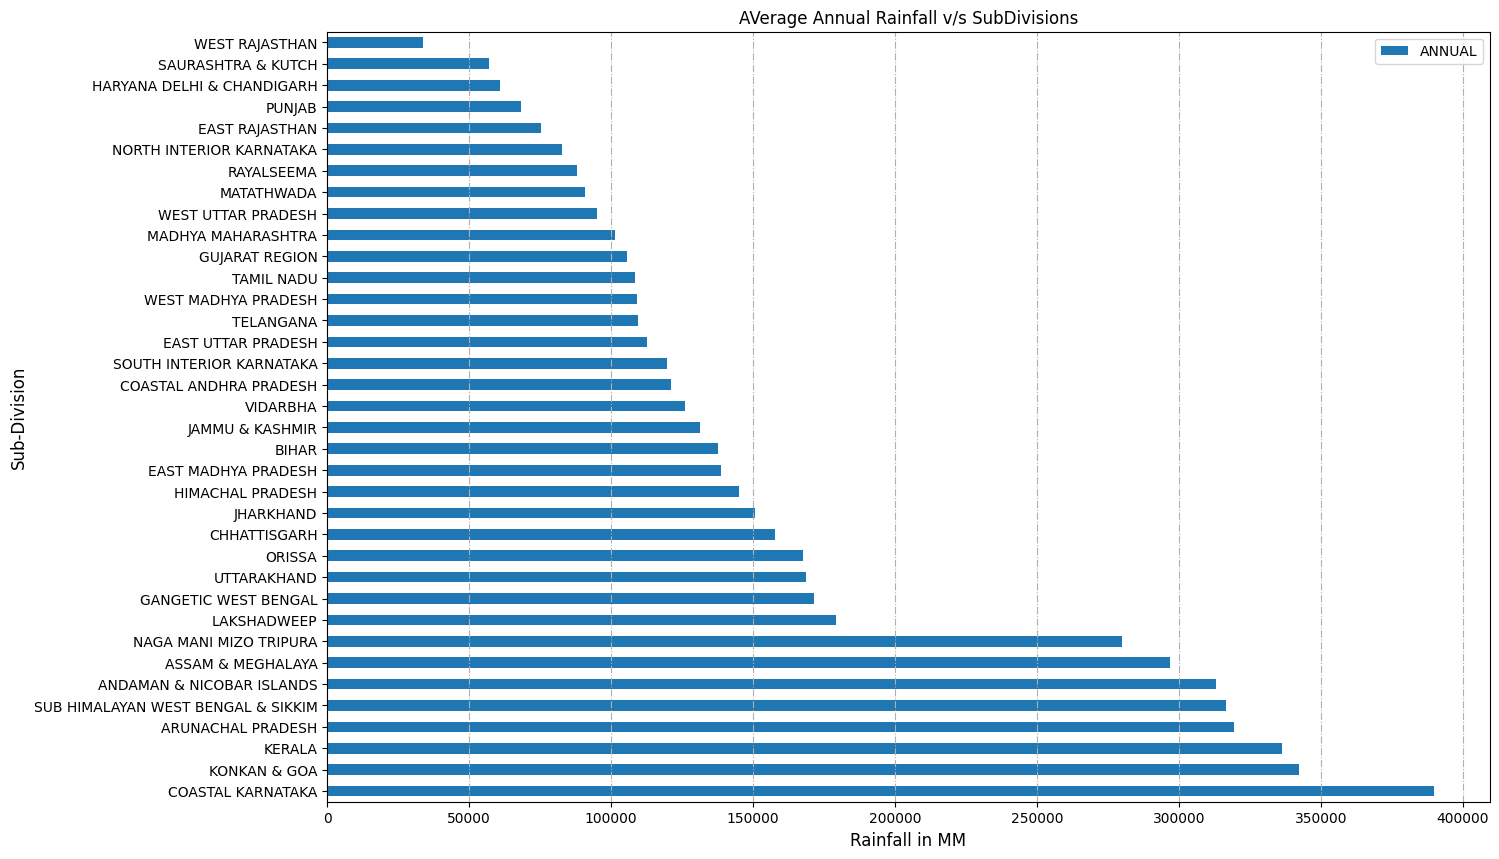 AVerage Annual Rainfall v/s SubDivisions
ANNUAL
Sub-Division
WEST RAJASTHAN
SAURASHTRA & KUTCH
HARYANA DELHI & CHANDIGARH
PUNJAB
EAST RAJASTHAN
NORTH INTERIOR KARNATAKA
RAYALSEEMA
MATATHWADA
WEST UTTAR PRADESH
MADHYA MAHARASHTRA
GUJARAT REGION
TAMIL NADU
WEST MADHYA PRADESH
TELANGANA
EAST UTTAR PRADESH
SOUTH INTERIOR KARNATAKA
COASTAL ANDHRA PRADESH
VIDARBHA
JAMMU & KASHMIR
BIHAR
EAST MADHYA PRADESH
HIMACHAL PRADESH
JHARKHAND
CHHATTISGARH
ORISSA
UTTARAKHAND
GANGETIC WEST BENGAL
LAKSHADWEEP
NAGA MANI MIZO TRIPURA
ASSAM & MEGHALAYA
ANDAMAN & NICOBAR ISLANDS
SUB HIMALAYAN WEST BENGAL & SIKKIM
ARUNACHAL PRADESH
KERALA
KONKAN & GOA
COASTAL KARNATAKA
0 50000 100000 150000 200000 250000 300000 350000 400000
Rainfall in MM